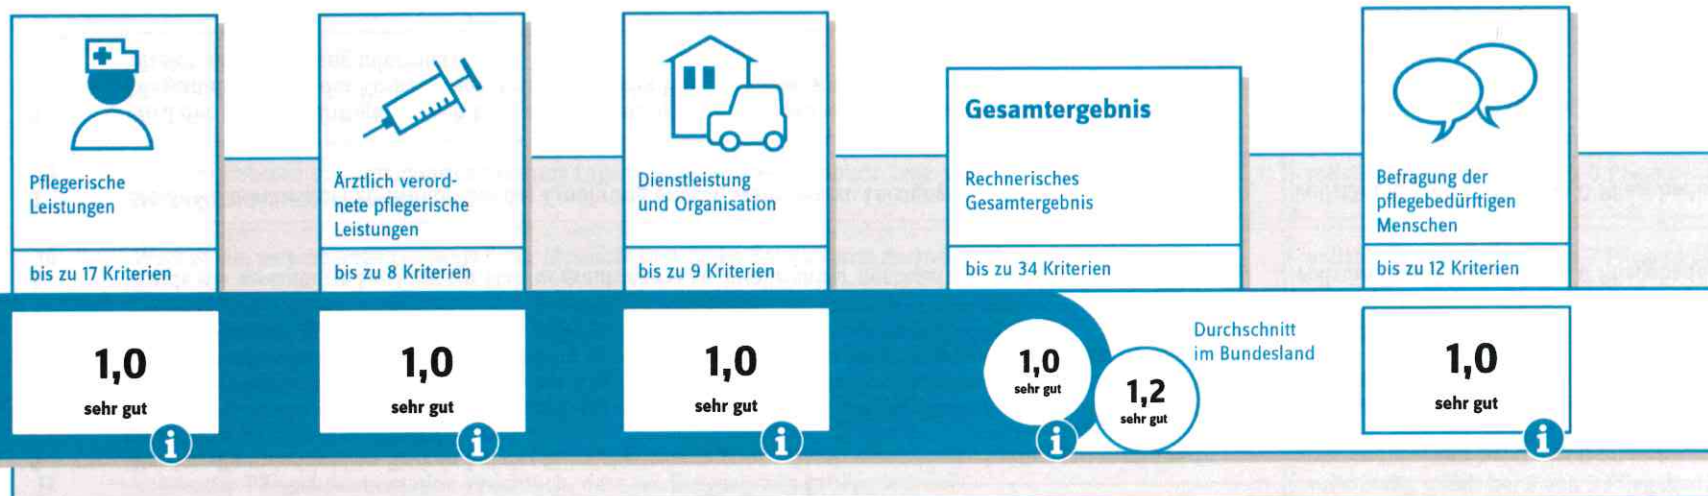 Pflegerische
Leistungen
bis zu 17 Kriterien
1,0
sehr gut
i
Ärztlich verord-
nete pflegerische
Leistungen
bis zu 8 Kriterien
1,0
sehr gut
i
Dienstleistung
und Organisation
bis zu 9 Kriterien
1,0
sehr gut
i
Gesamtergebnis
Rechnerisches
Gesamtergebnis
bis zu 34 Kriterien
1,0
sehr gut
i
1,2
sehr gut
Durchschnitt
im Bundesland
Befragung der
pflegebedürftigen
Menschen
bis zu 12 Kriterien
1,0
sehr gut
i